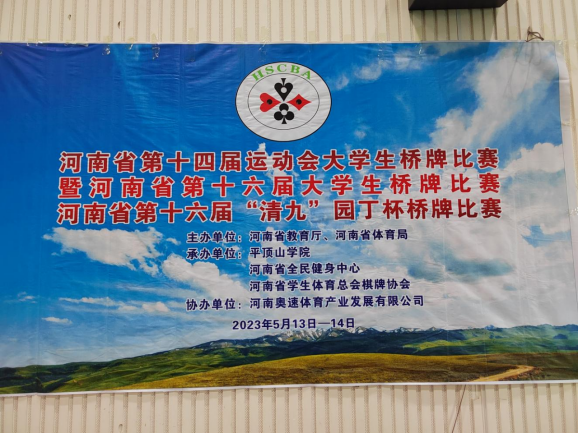 HSCBA
河南省第十四届运动会大学生桥牌比赛
暨河南省第十六届大学生桥牌比赛
河南省第十六届“清九”园丁杯桥牌比赛
主办单位：河南省教育厅、河南省体育局
承办单位：平顶山学院
河南省全民健身中心
河南省学生体育总会棋牌协会
协办单位：河南奥速体育产业发展有限公司
2023年5月13日—14日